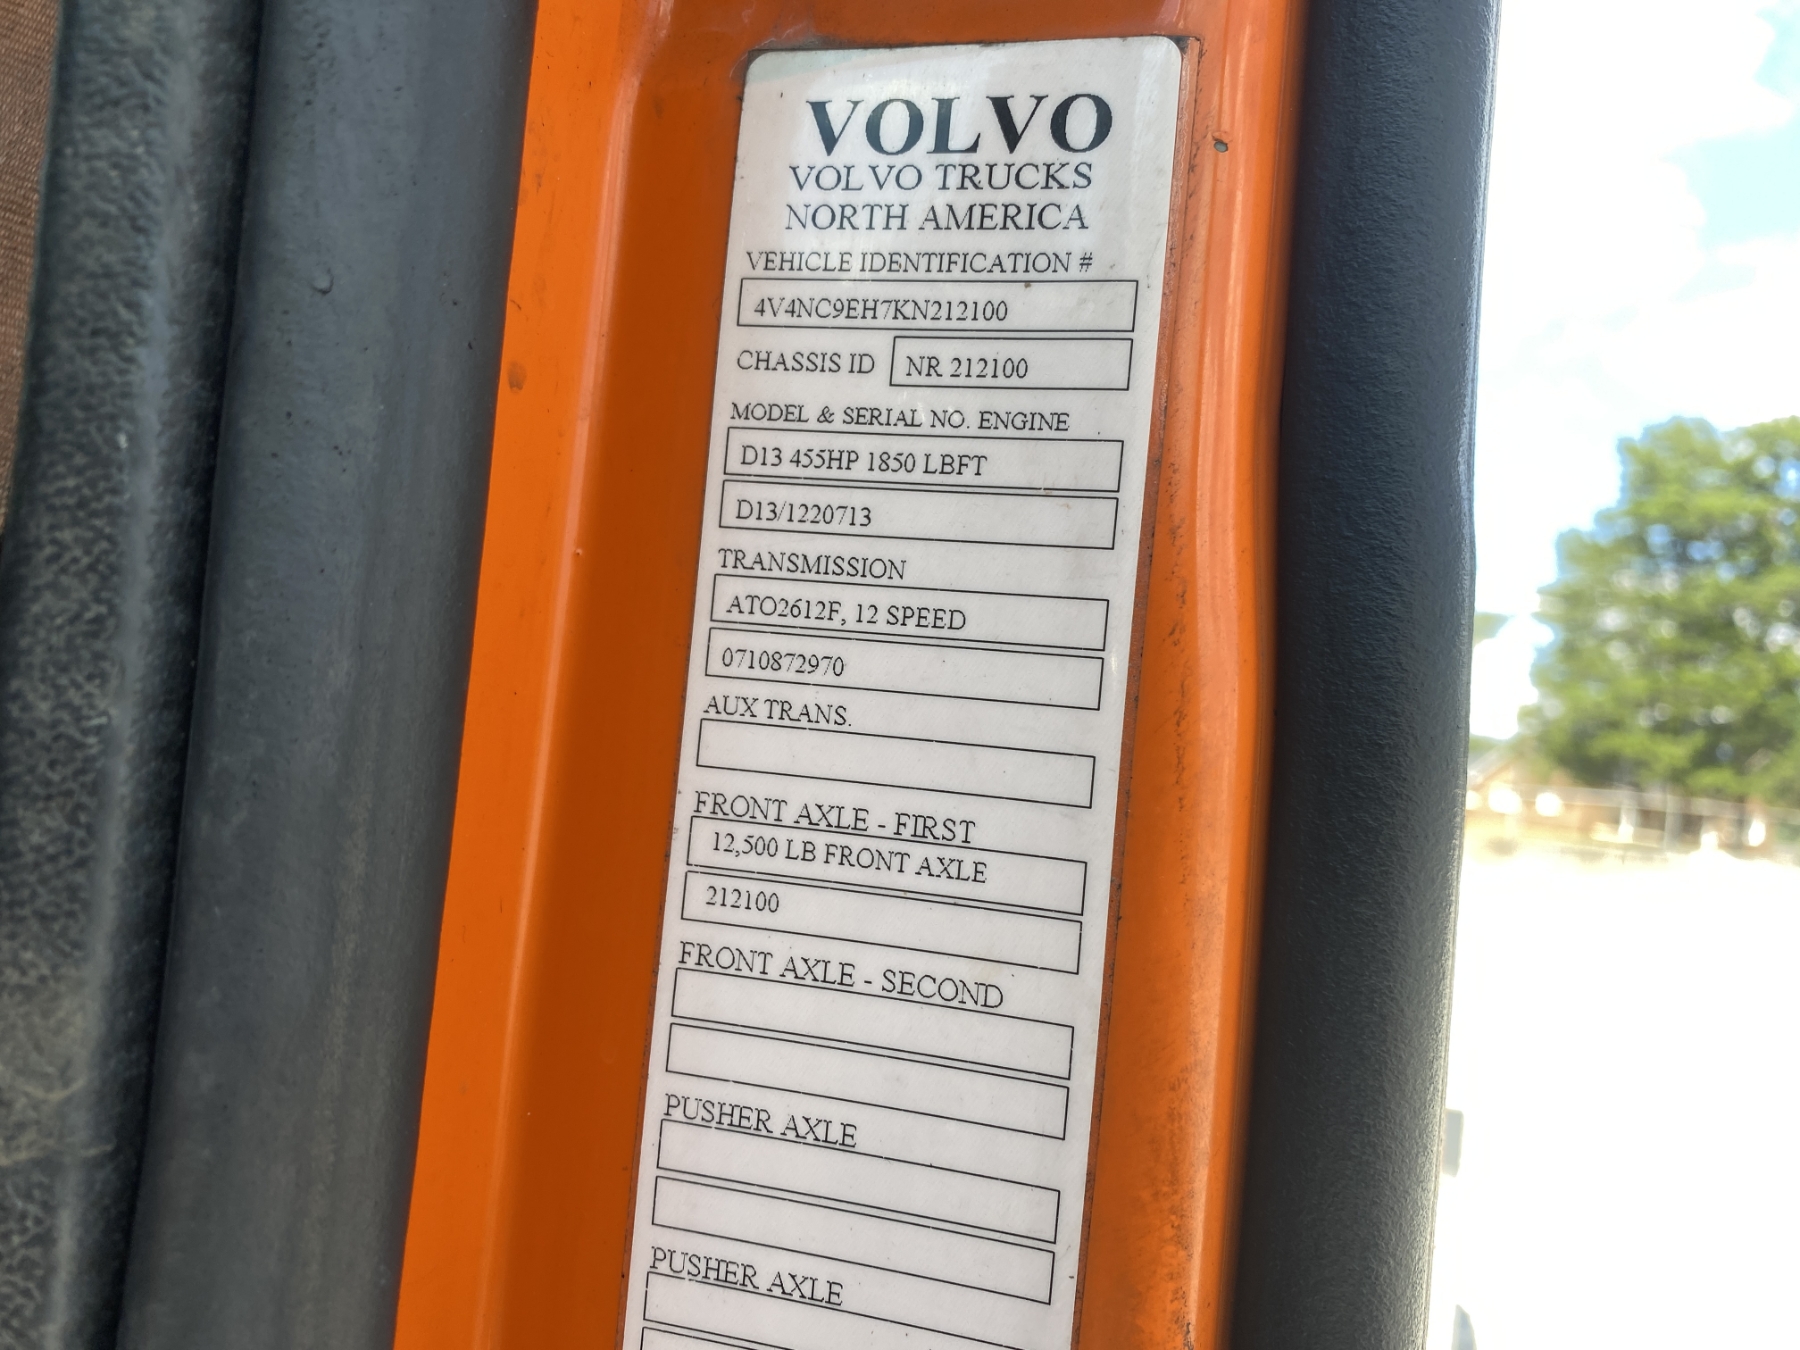 VOLVO
VOLVO TRUCKS
NORTH AMERICA
VEHICLE IDENTIFICATION #
4V4NC9EH7KN212100
CHASSIS ID NR 212100
MODEL & SERIAL NO. ENGINE
D13 455HP 1850 LBFT
D13/1220713
TRANSMISSION
ATO2612F, 12 SPEED
0710872970
AUX TRANS.
FRONT AXLE - FIRST
12,500 LB FRONT AXLE
212100
FRONT AXLE - SECOND
PUSHER AXLE
PUSHER AXLE